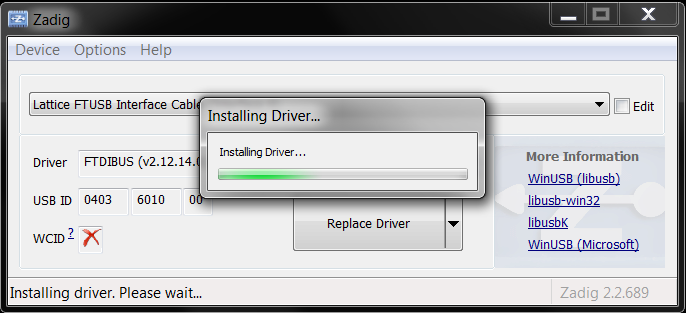 Zadig
Device Options Help
Lattice FTUSB Interface Cable
Edit
Installing Driver...
Installing Driver...
Driver FTDIBUS (v2.12.14.0
USB ID 0403 6010 00
WCID ?
Replace Driver
More Information
WinUSB (libusb)
libusb-win32
libusbK
WinUSB (Microsoft)
Installing driver. Please wait...
Zadig 2.2.689